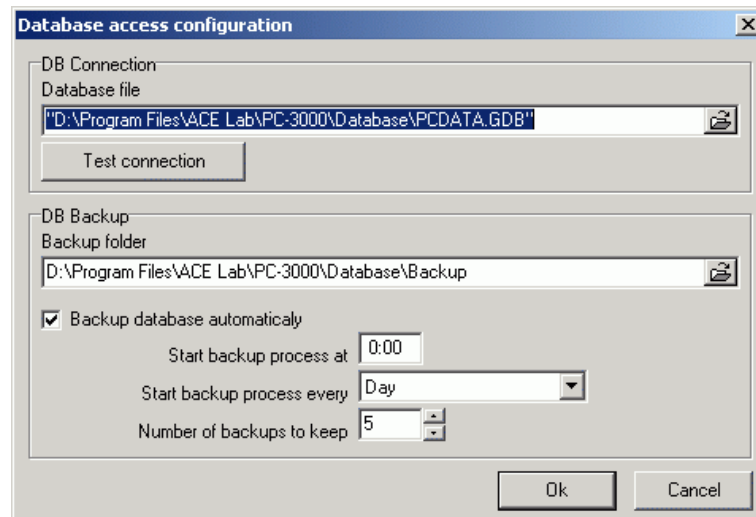 Database access configuration
DB Connection
Database file
"D:\Program Files\ACE Lab\PC-3000\Database\PCDATA.GDB"
Test connection
DB Backup
Backup folder
D:\Program Files\ACE Lab\PC-3000\Database\Backup
Backup database automaticaly
Start backup process at 0:00
Start backup process every Day
Number of backups to keep 5
Ok Cancel